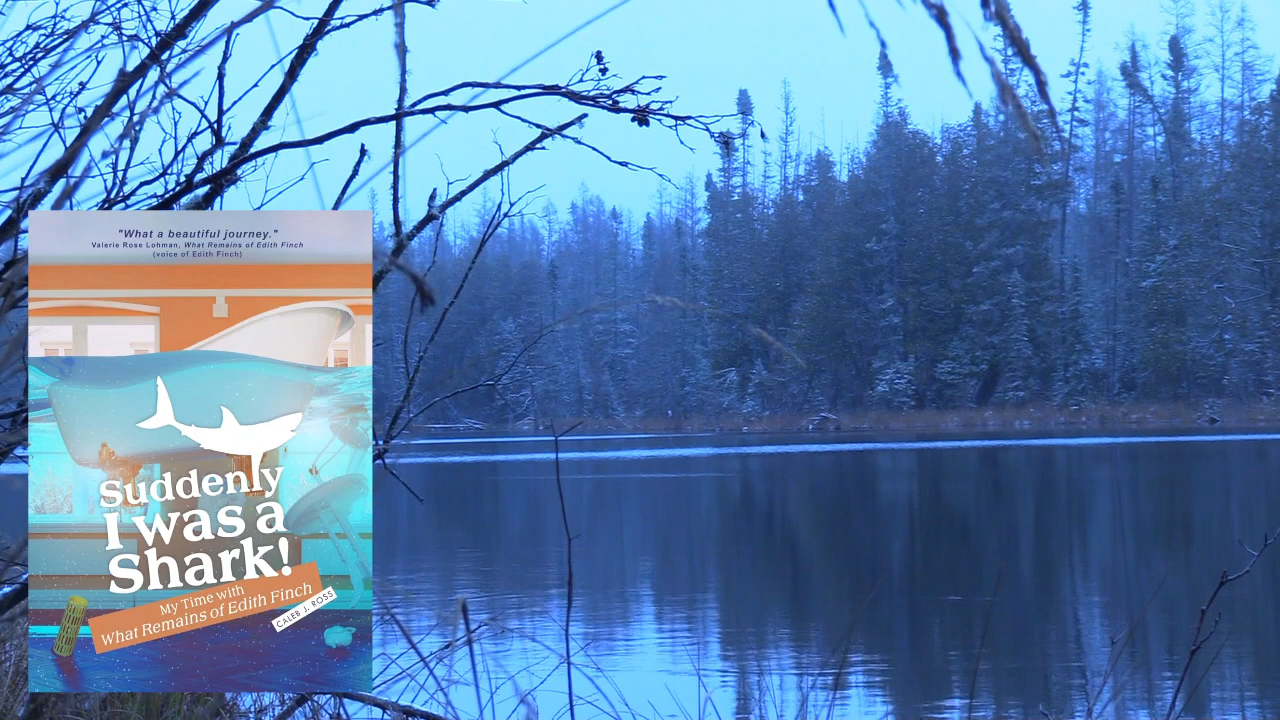 "What a beautiful journey."
Valerie Rose Lohman, What Remains of Edith Finch
(voice of Edith Finch)
Suddenly
I was a
Shark!
My Time with
What Remains of Edith Finch
CALEB J. ROSS